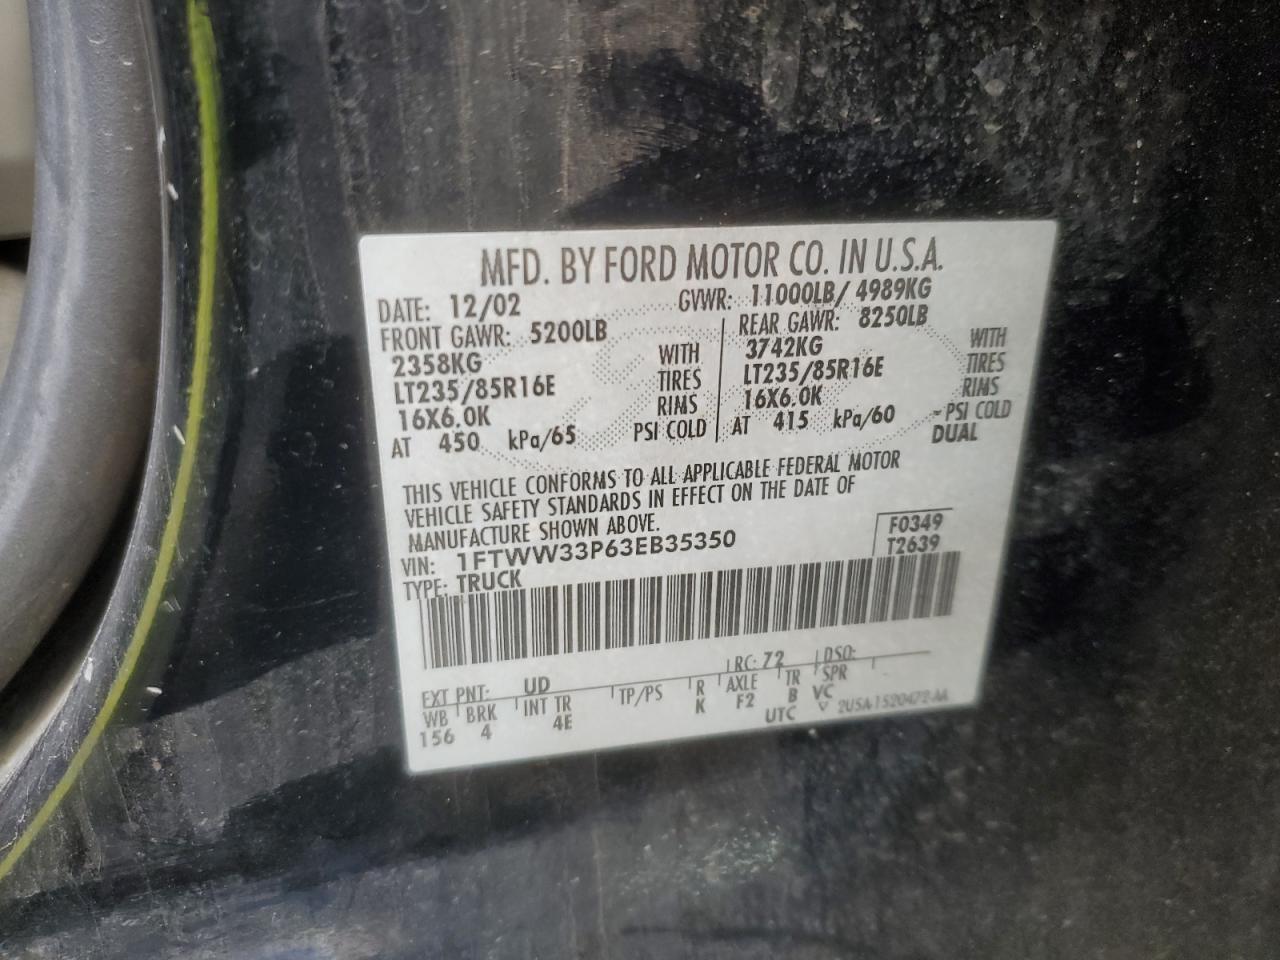 MFD. BY FORD MOTOR CO. IN U.S.A.
DATE: 12/02 GVWR: 11000LB/ 4989KG
FRONT GAWR: 5200LB REAR GAWR: 8250LB
2358KG WITH 3742KG WITH
LT235/85R16E TIRES LT235/85R16E TIRES
16X6.0K RIMS 16X6.0K RIMS
AT 450 kPa/65 PSI COLD AT 415 kPa/60 PSI COLD
DUAL
THIS VEHICLE CONFORMS TO ALL APPLICABLE FEDERAL MOTOR
VEHICLE SAFETY STANDARDS IN EFFECT ON THE DATE OF
MANUFACTURE SHOWN ABOVE.
VIN: 1FTWW33P63EB35350 F0349
TYPE: TRUCK T2639
RC: 72 DSO:
EXT PNT: UD
WB BRK INT TR TP/PS R AXLE TR SPR
156 4 4E K F2 B VC
UTC V 2U5A-1520472-AA